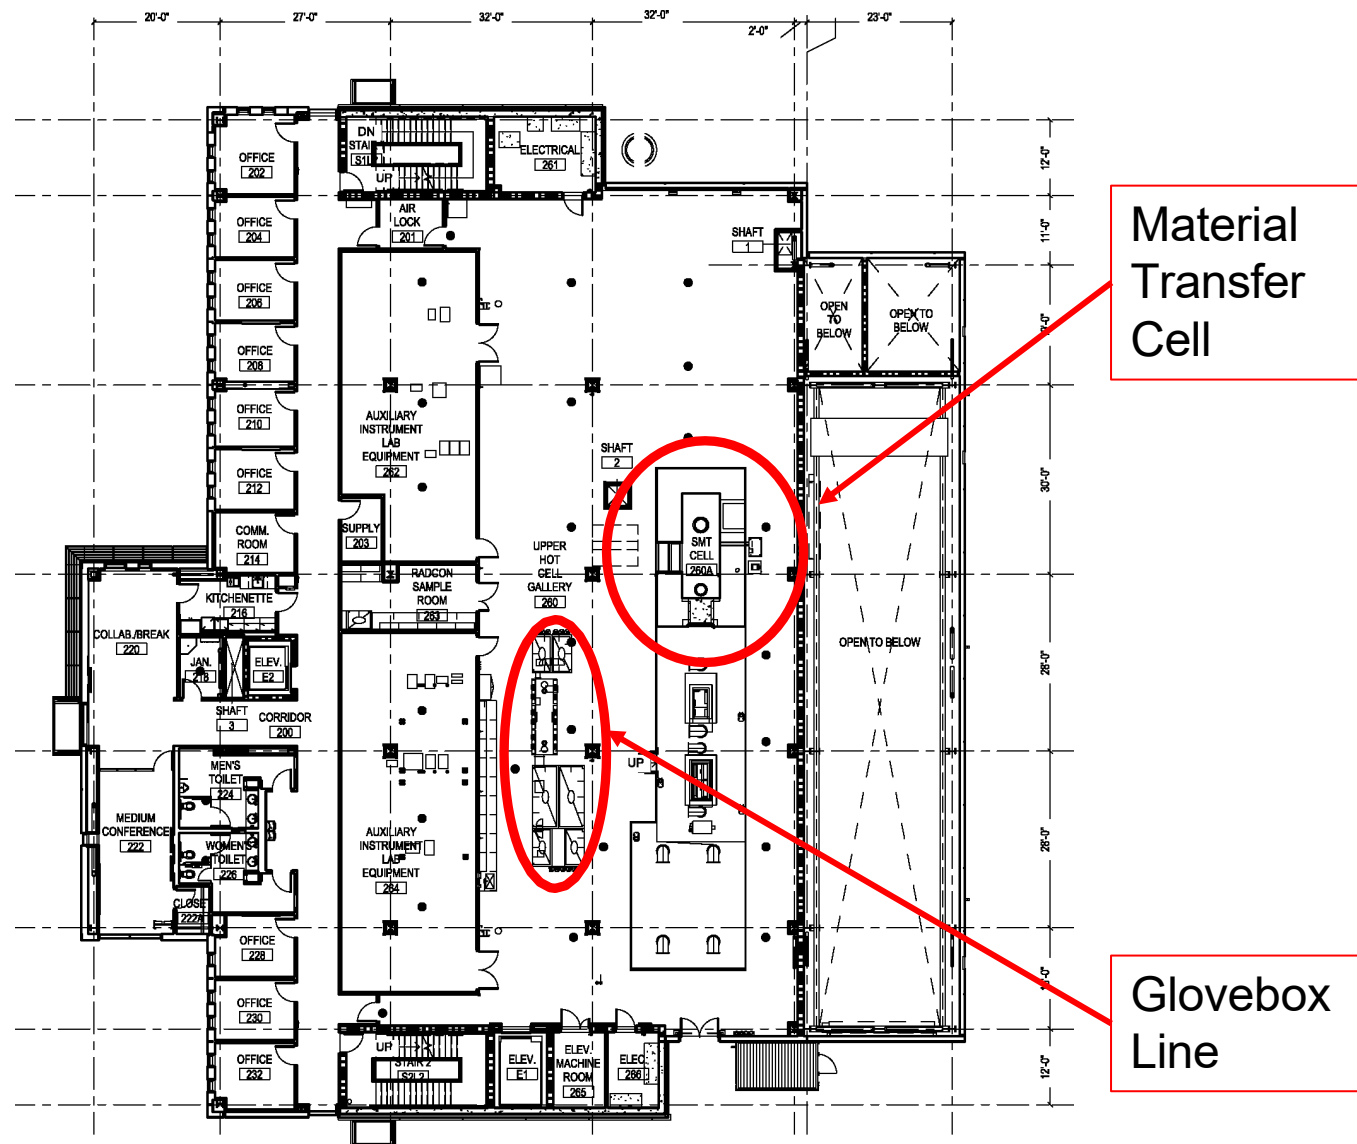 20'-0"
27'-0"
32'-0"
32'-0"
2'-0"
23'-0"
12'-0"
11'-0"
30'-0"
28'-0"
28'-0"
12'-0"
Material
Transfer
Cell
Glovebox
Line
OFFICE
202
OFFICE
204
OFFICE
206
OFFICE
208
OFFICE
210
OFFICE
212
COMM.
ROOM
214
KITCHENETTE
216
COLLAB./BREAK
220
JAN.
218
ELEV.
E2
SHAFT
3
CORRIDOR
200
MEN'S
TOILET
224
MEDIUM
CONFERENCE
222
WOMEN'S
TOILET
226
CLOSET
222A
OFFICE
228
OFFICE
230
OFFICE
232
DN
STAIR
UP
ELECTRICAL
261
AIR
LOCK
201
SHAFT
1
OPEN
TO
BELOW
OPEN TO
BELOW
AUXILIARY
INSTRUMENT
LAB
EQUIPMENT
262
SUPPLY
203
SHAFT
2
SMT
CELL
260A
UPPER
HOT
CELL
GALLERY
260
RADCON
SAMPLE
ROOM
263
OPEN TO BELOW
UP
AUXILIARY
INSTRUMENT
LAB
EQUIPMENT
264
UP
STAIR 2
S2L2
ELEV.
E1
ELEV.
MACHINE
ROOM
265
ELEC
266